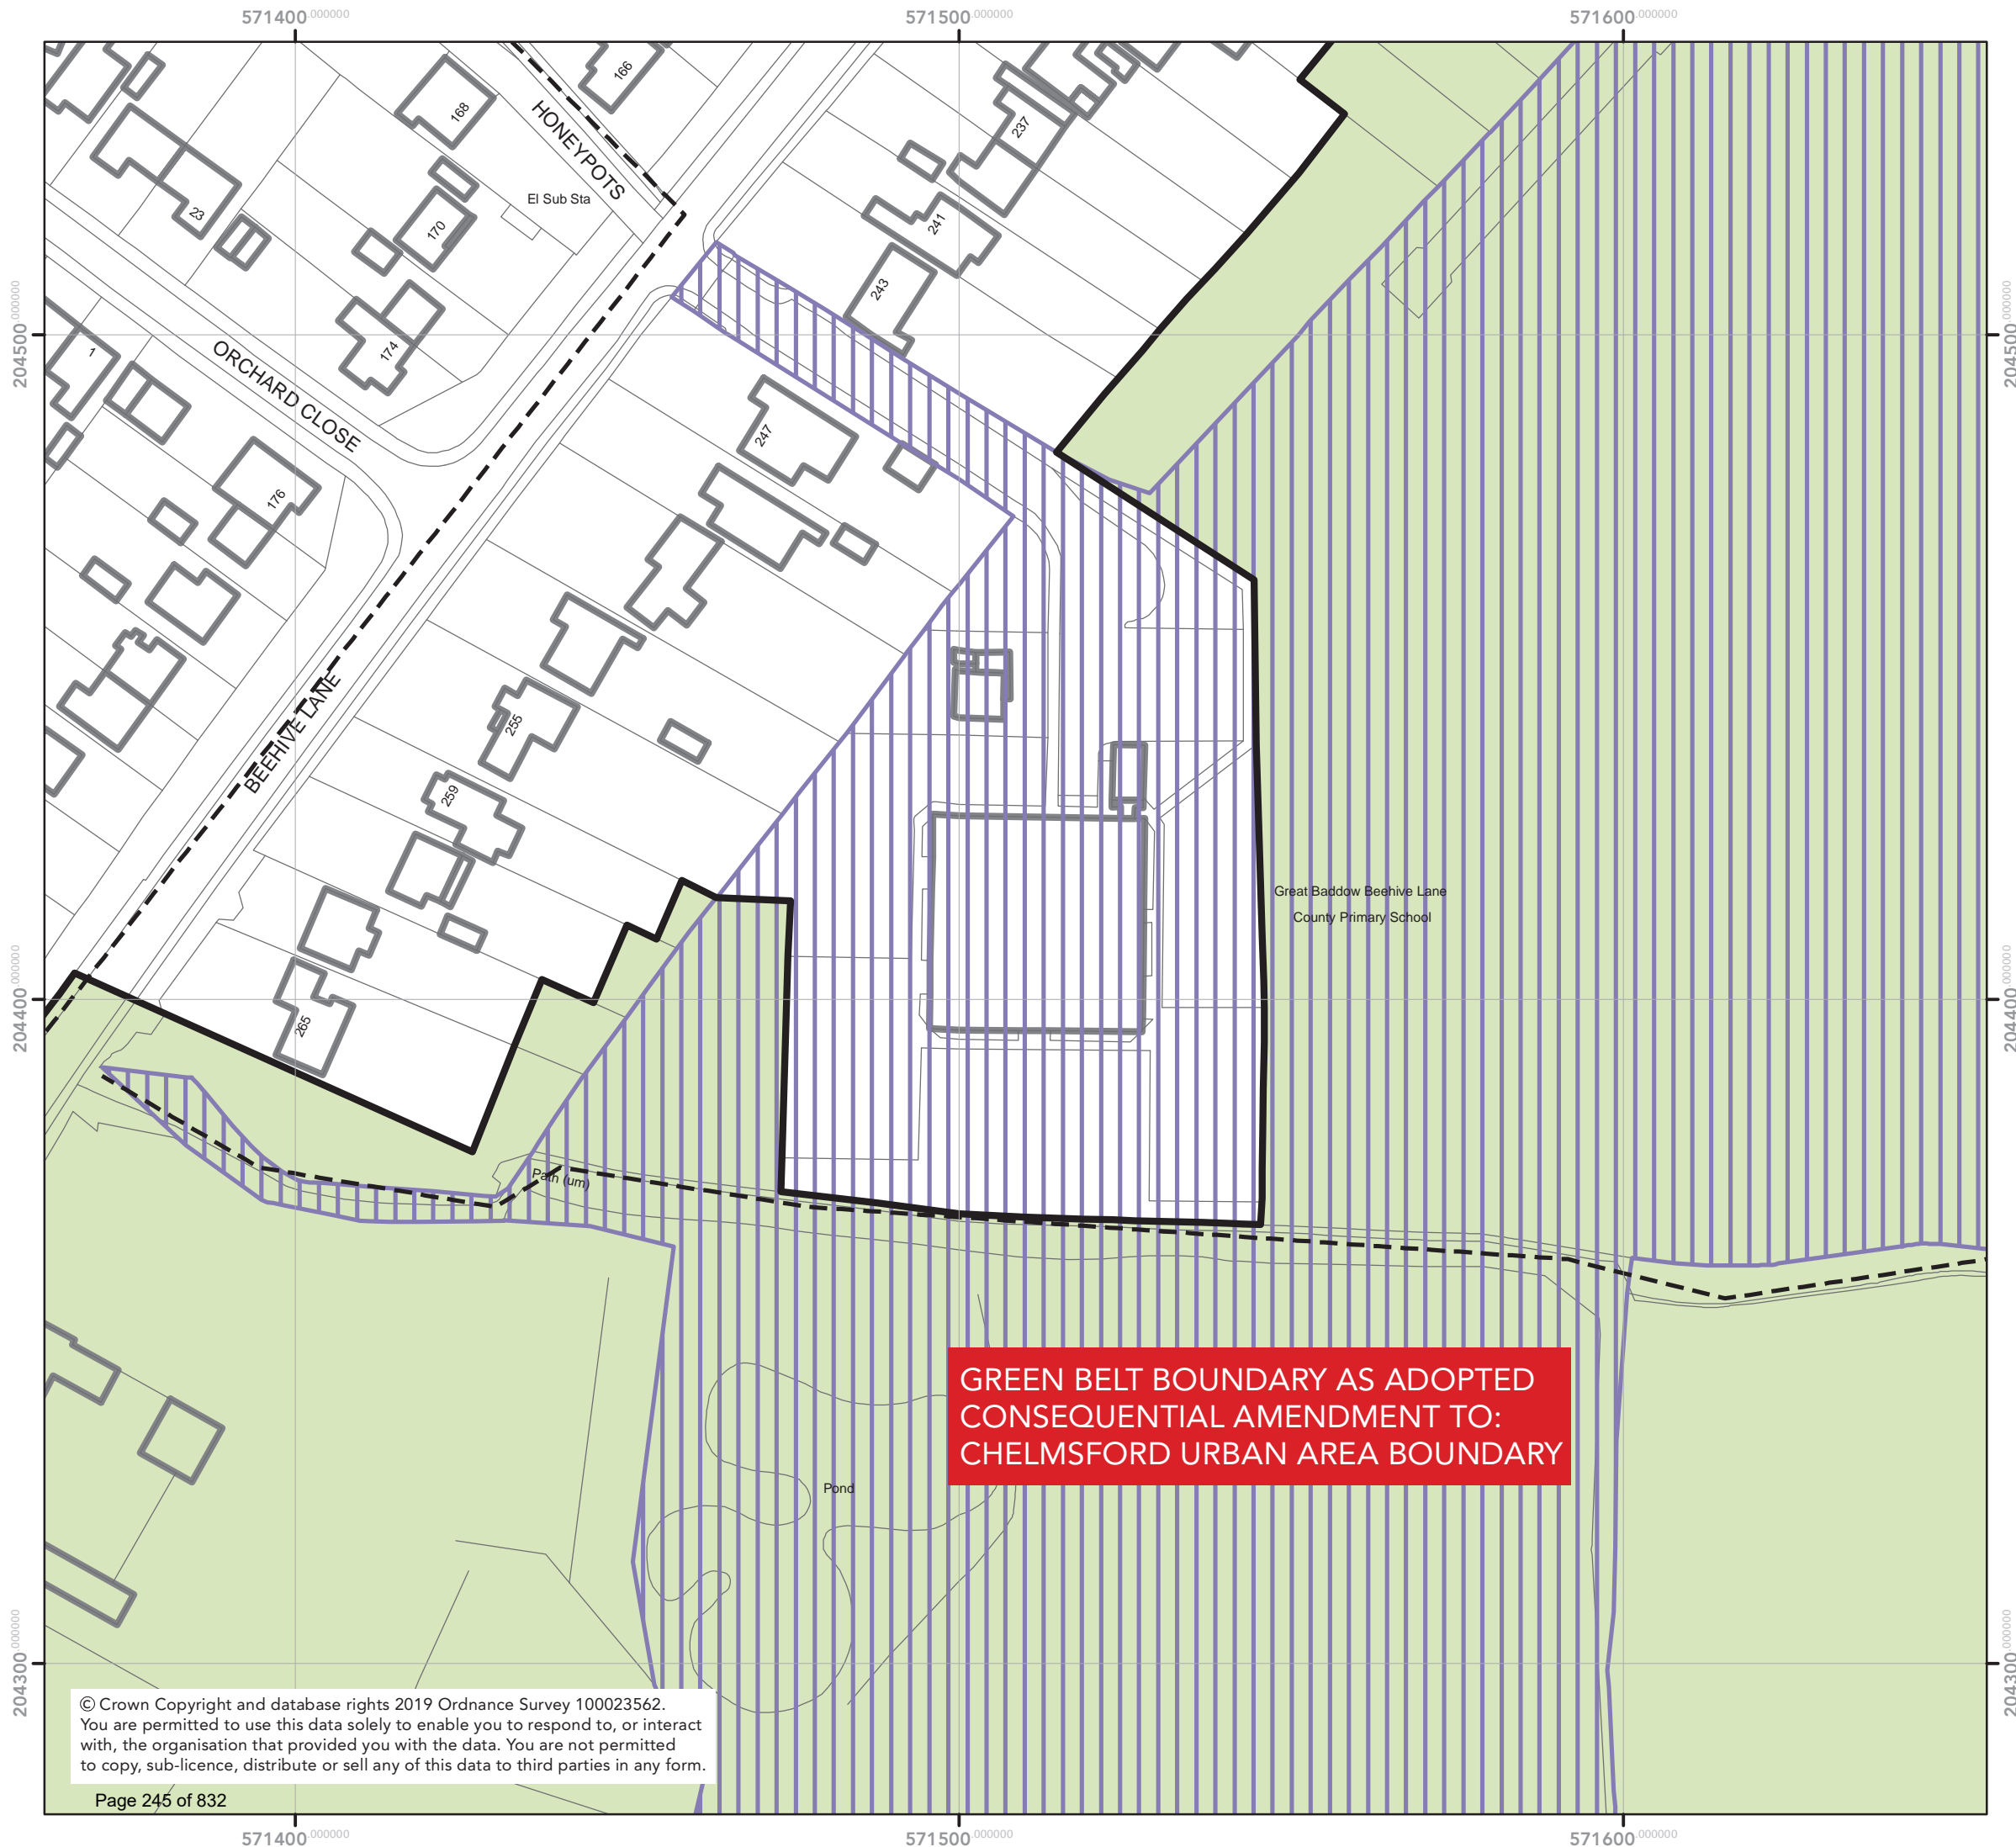 571400.000000
571500.000000
571600.000000
166
168
HONEYPOTS
237
El Sub Sta
23
170
241
243
204500.000000
204500.000000
1
174
ORCHARD CLOSE
247
176
255
BEEHIVE LANE
259
Great Baddow Beehive Lane
County Primary School
204400.000000
204400.000000
265
Path (um)
GREEN BELT BOUNDARY AS ADOPTED
CONSEQUENTIAL AMENDMENT TO:
CHELMSFORD URBAN AREA BOUNDARY
Pond
204300.000000
204300.000000
© Crown Copyright and database rights 2019 Ordnance Survey 100023562.
You are permitted to use this data solely to enable you to respond to, or interact
with, the organisation that provided you with the data. You are not permitted
to copy, sub-licence, distribute or sell any of this data to third parties in any form.
Page 245 of 832
571400.000000
571500.000000
571600.000000